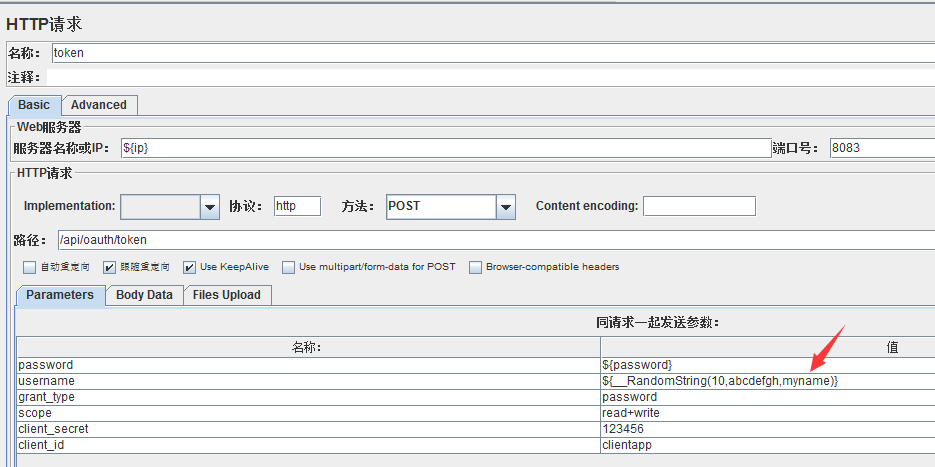 HTTP请求
名称： token
注释：
Basic Advanced
Web服务器
服务器名称或IP： ${ip} 端口号： 8083
HTTP请求
Implementation: 协议： http 方法： POST Content encoding:
路径： /api/oauth/token
自动重定向 跟随重定向 Use KeepAlive Use multipart/form-data for POST Browser-compatible headers
Parameters Body Data Files Upload
同请求一起发送参数：
名称： 值
password ${password}
username ${__RandomString(10,abcdefgh,myname)}
grant_type password
scope read+write
client_secret 123456
client_id clientapp